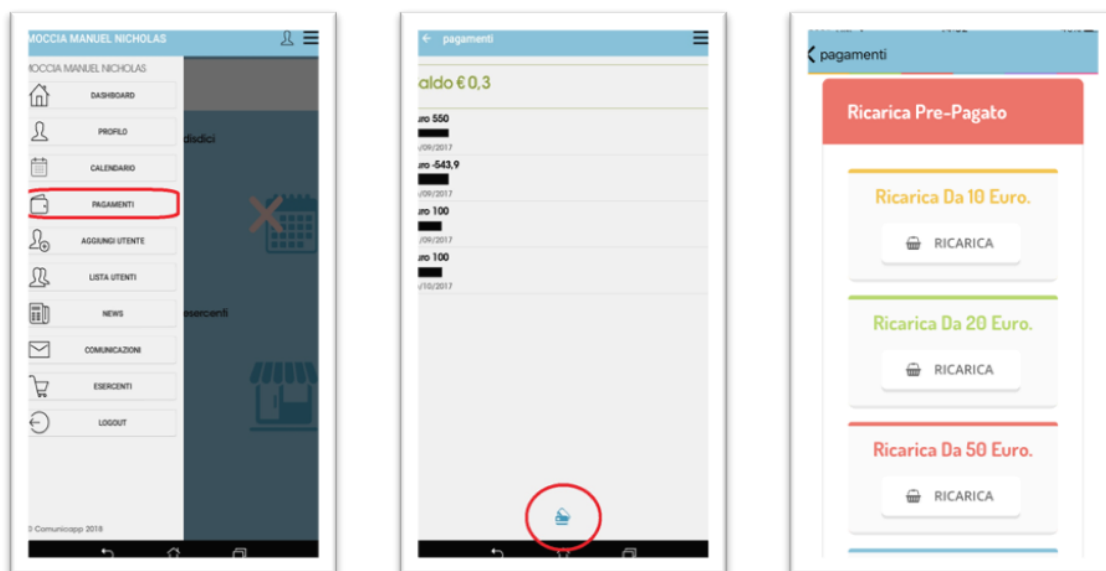 MOCCIA MANUEL NICHOLAS
MOCCIA MANUEL NICHOLAS
DASHBOARD
PROFILO
disdici
CALENDARIO
PAGAMENTI
AGGIUNGI UTENTE
LISTA UTENTI
NEWS
esercenti
COMUNICAZIONI
ESERCENTI
LOGOUT
© Comunicapp 2018
pagamenti
aldo € 0,3
uro 550
/09/2017
uro -543,9
/09/2017
uro 100
/09/2017
uro 100
/10/2017
pagamenti
Ricarica Pre-Pagato
Ricarica Da 10 Euro.
RICARICA
Ricarica Da 20 Euro.
RICARICA
Ricarica Da 50 Euro.
RICARICA